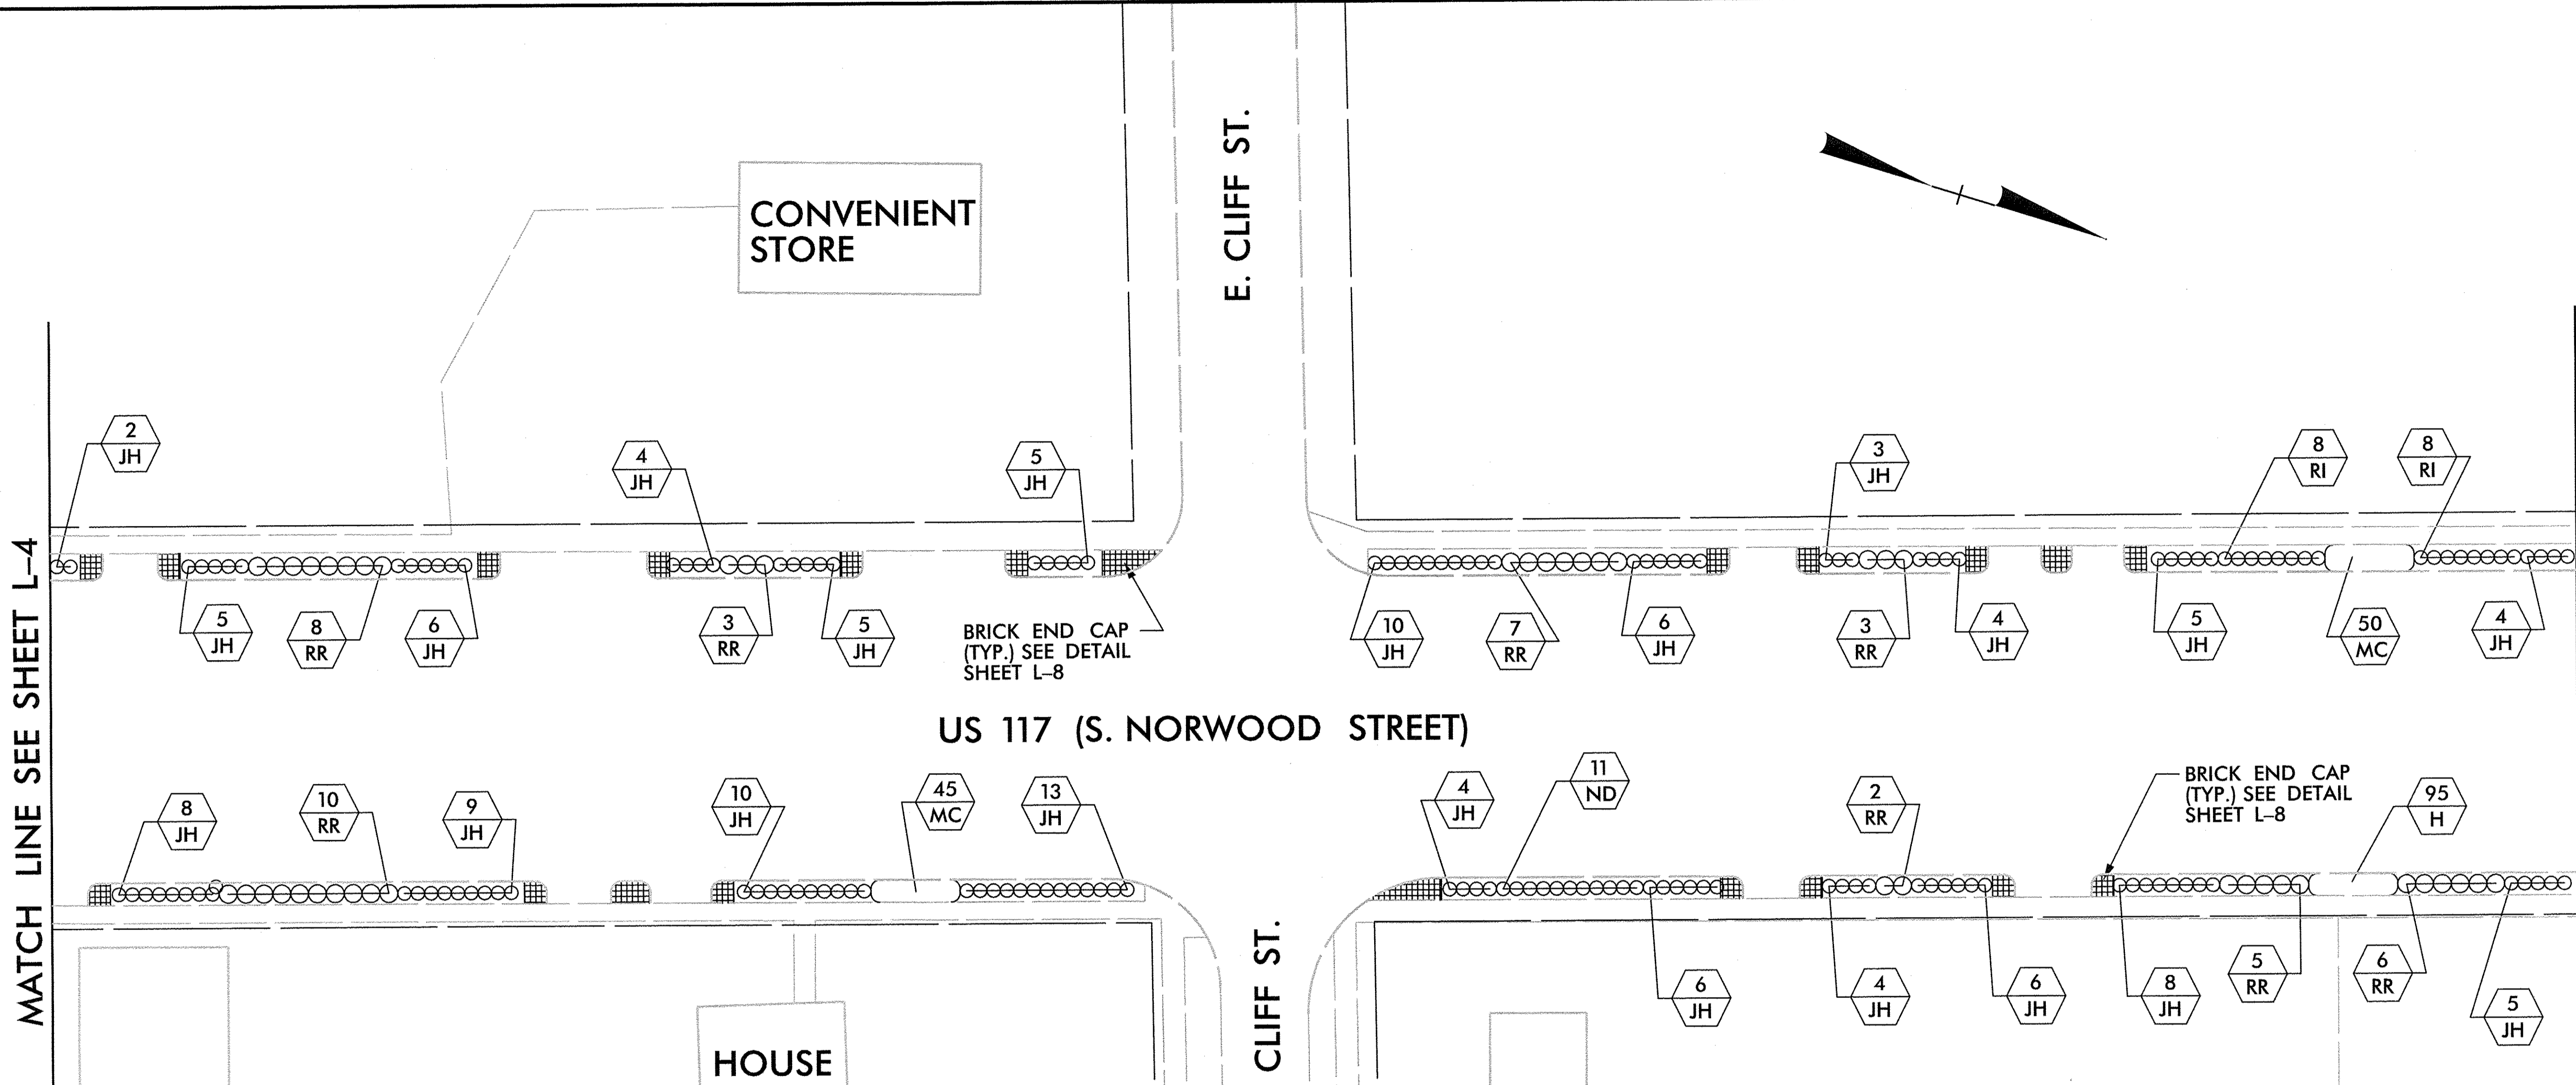 E. CLIFF ST.
CONVENIENT
STORE
2
JH
4
JH
5
JH
3
JH
8
RI
8
RI
5
JH
8
RR
6
JH
3
RR
5
JH
BRICK END CAP
(TYP.) SEE DETAIL
SHEET L-8
10
JH
7
RR
6
JH
3
RR
4
JH
5
JH
50
MC
4
JH
MATCH LINE SEE SHEET L-4
US 117 (S. NORWOOD STREET)
8
JH
10
RR
9
JH
10
JH
45
MC
13
JH
4
JH
11
ND
2
RR
BRICK END CAP
(TYP.) SEE DETAIL
SHEET L-8
95
H
6
JH
4
JH
6
JH
8
JH
5
RR
6
RR
5
JH
HOUSE
CLIFF ST.